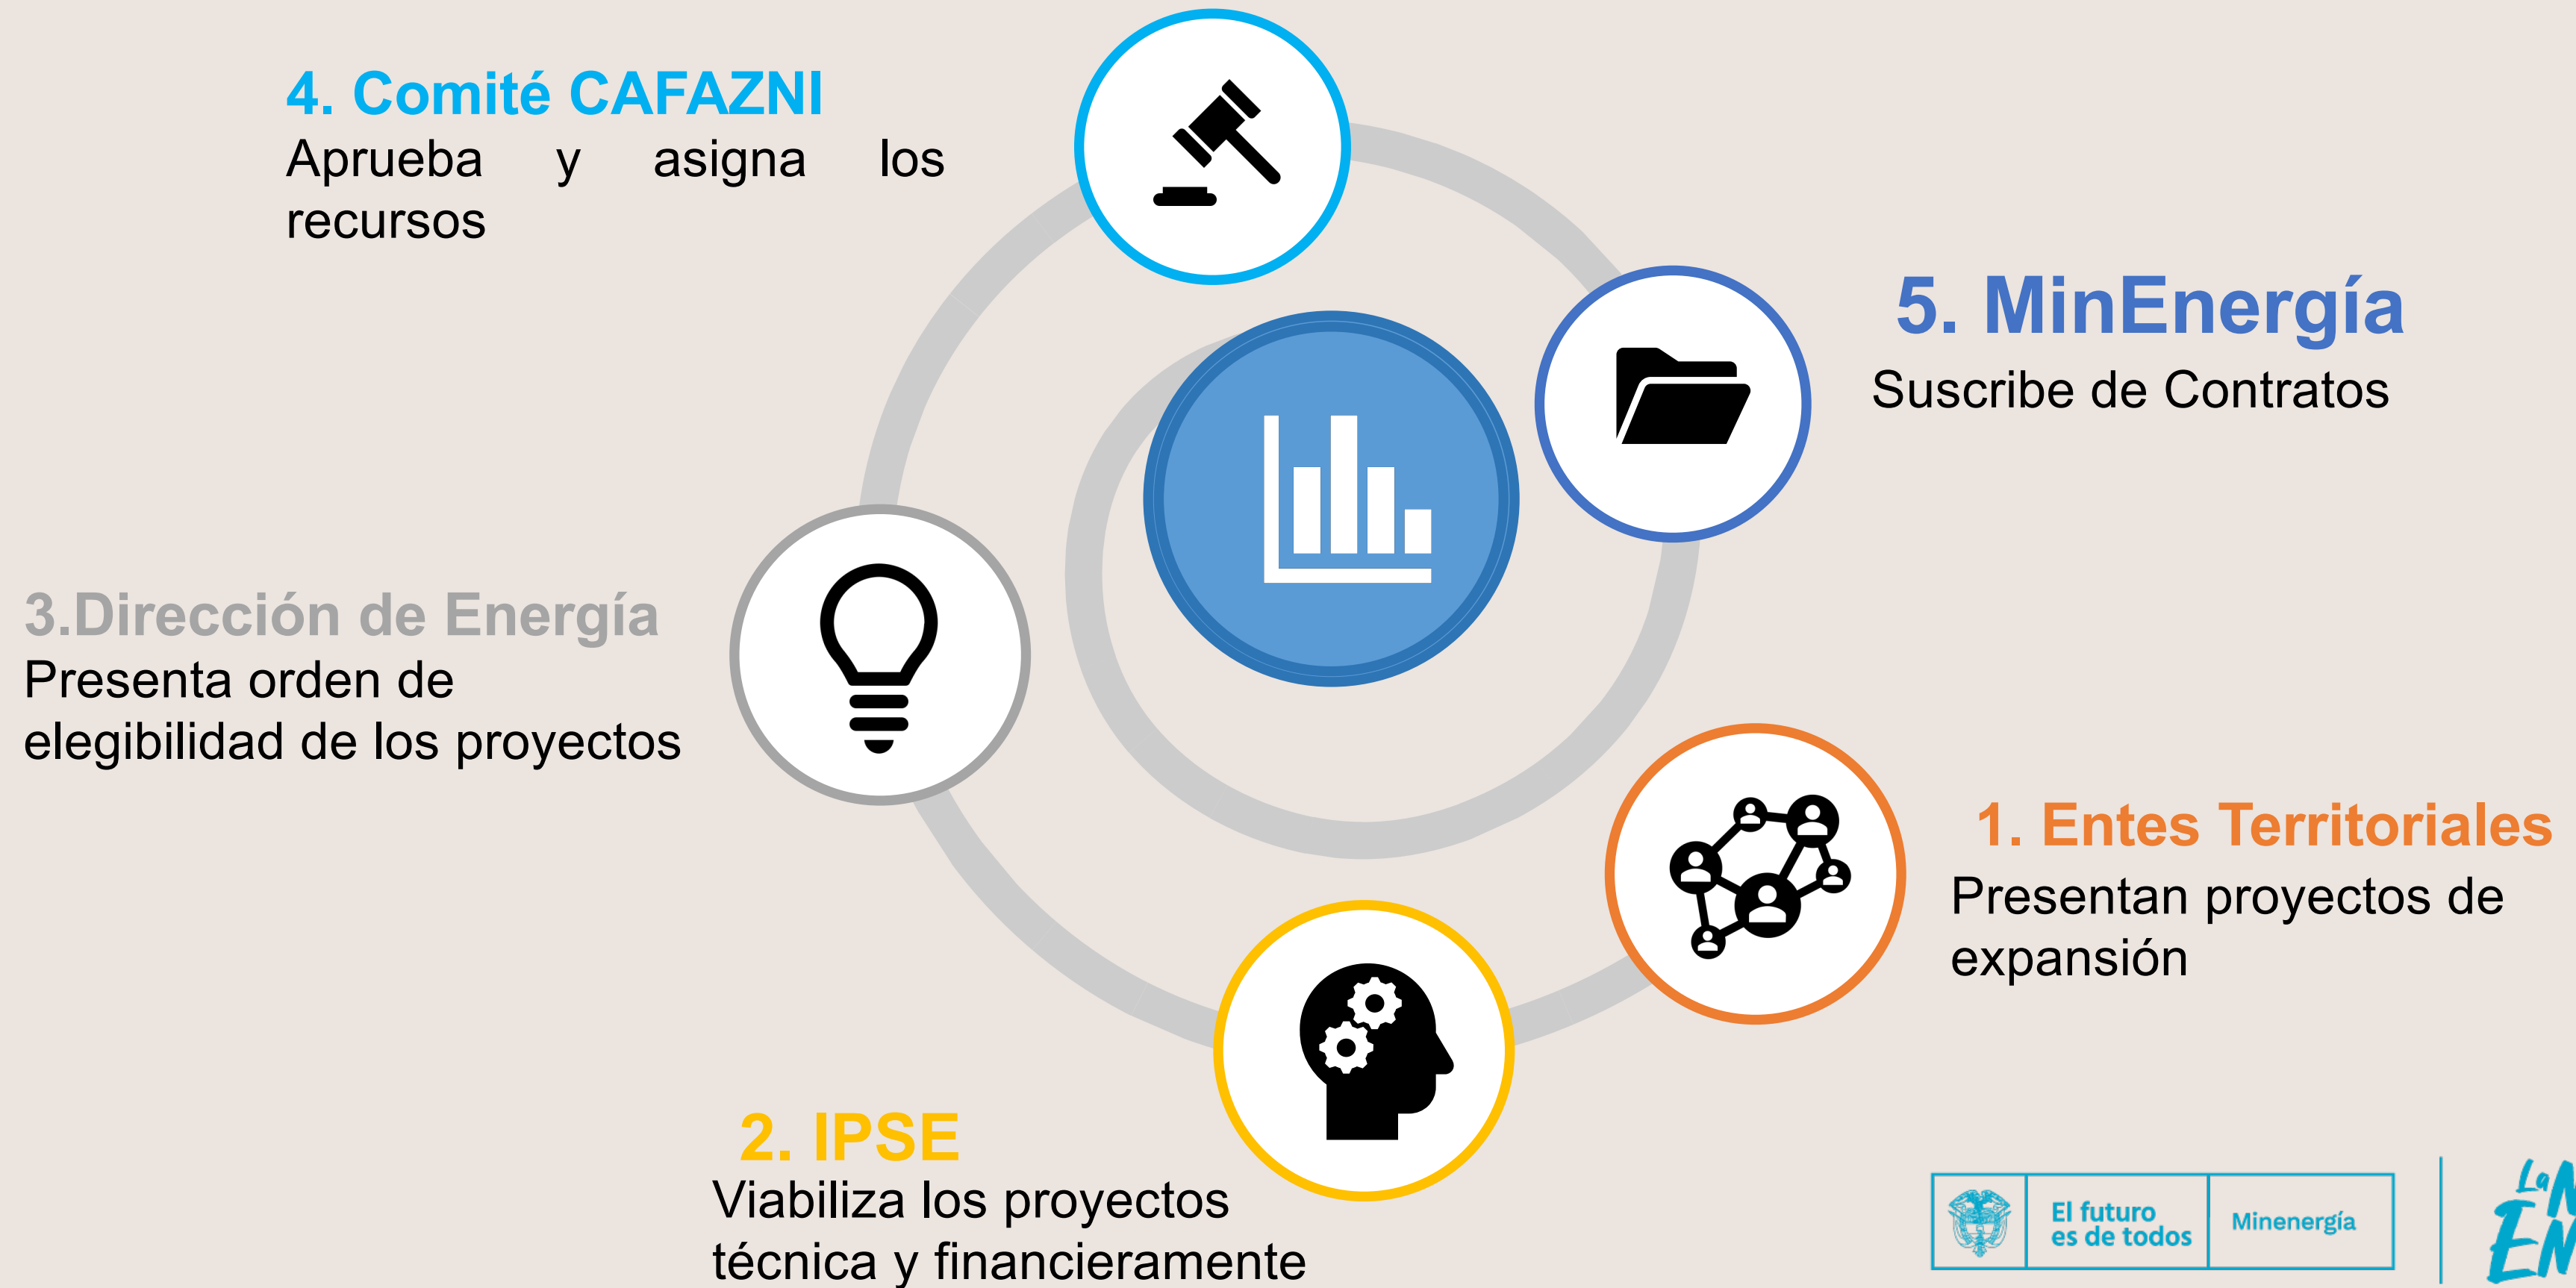 4. Comité CAFAZNI
Aprueba y asigna los
recursos
5. MinEnergía
Suscribe de Contratos
3.Dirección de Energía
Presenta orden de
elegibilidad de los proyectos
1. Entes Territoriales
Presentan proyectos de
expansión
2. IPSE
Viabiliza los proyectos
técnica y financieramente
El futuro
es de todos
Minenergía
La